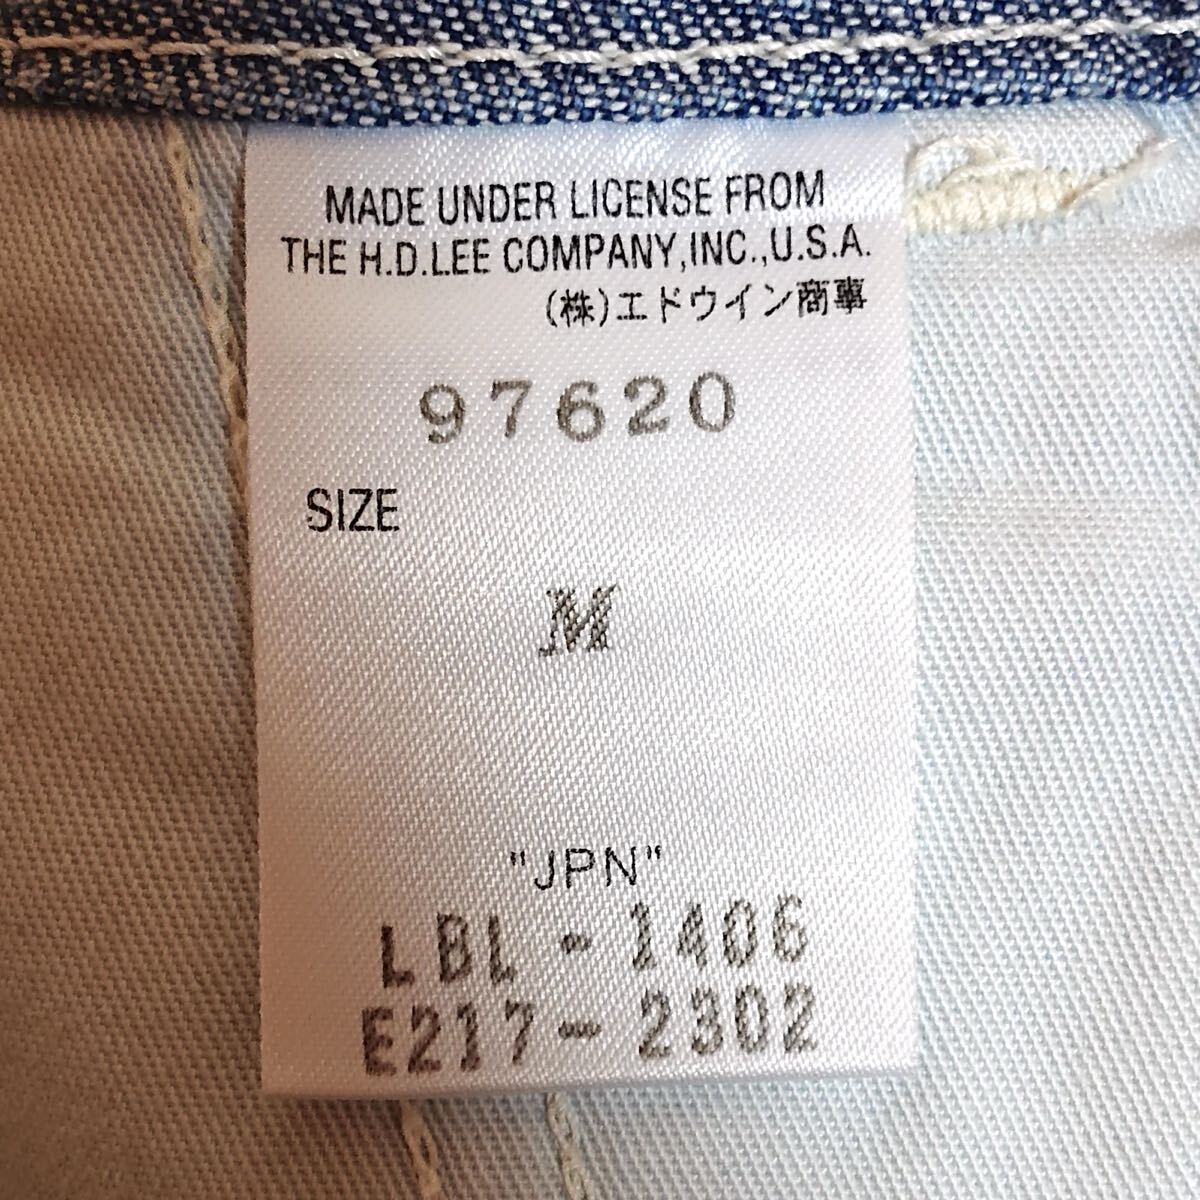 MADE UNDER LICENSE FROM
THE H.D.LEE COMPANY,INC.,U.S.A.
(株)エドウイン商事
97620
SIZE
M
"JPN"
LBL-1406
E217-2302